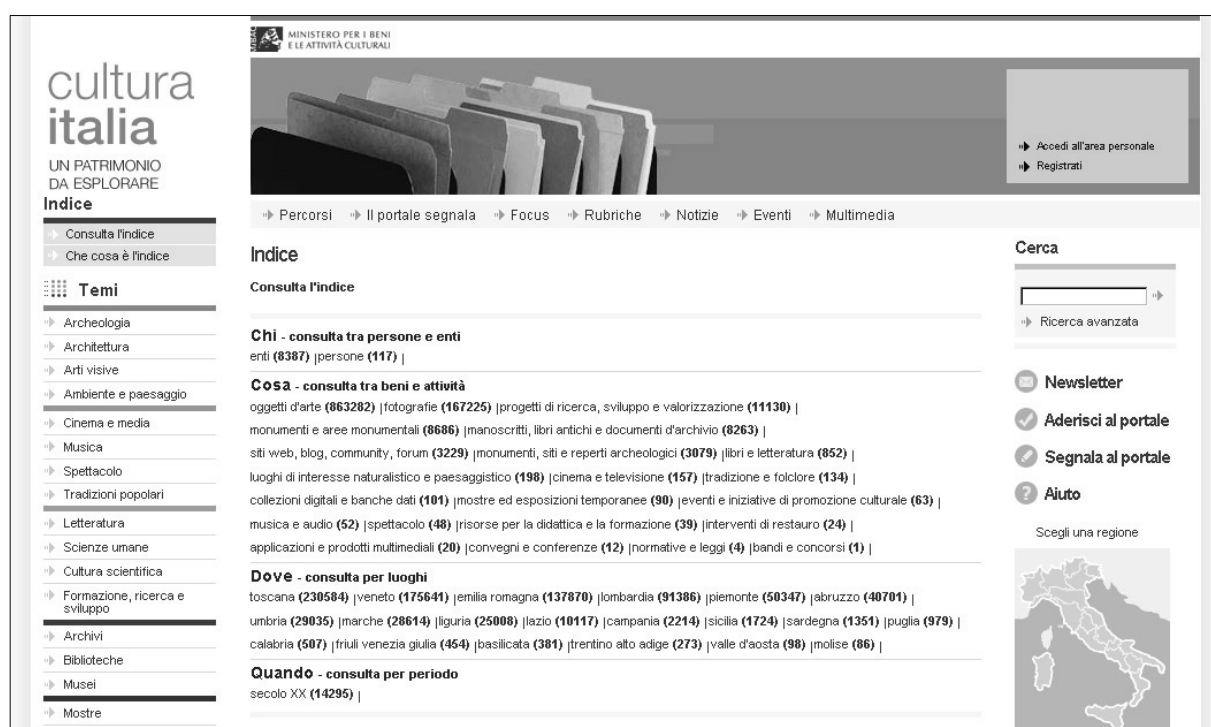 MiBAC
MINISTERO PER I BENI
E LE ATTIVITÀ CULTURALI
cultura
italia
UN PATRIMONIO
DA ESPLORARE
Accedi all'area personale
Registrati
Percorsi Il portale segnala Focus Rubriche Notizie Eventi Multimedia
Indice
Consulta l'indice
Che cosa è l'indice
Temi
Archeologia
Architettura
Arti visive
Ambiente e paesaggio
Cinema e media
Musica
Spettacolo
Tradizioni popolari
Letteratura
Scienze umane
Cultura scientifica
Formazione, ricerca e
sviluppo
Archivi
Biblioteche
Musei
Mostre
Indice
Consulta l'indice
Chi - consulta tra persone e enti
enti (8387) |persone (117) |
Cosa - consulta tra beni e attività
oggetti d'arte (863282) |fotografie (167225) |progetti di ricerca, sviluppo e valorizzazione (11130) |
monumenti e aree monumentali (8686) |manoscritti, libri antichi e documenti d'archivio (8263) |
siti web, blog, community, forum (3229) |monumenti, siti e reperti archeologici (3079) |libri e letteratura (852) |
luoghi di interesse naturalistico e paesaggistico (198) |cinema e televisione (157) |tradizione e folclore (134) |
collezioni digitali e banche dati (101) |mostre ed esposizioni temporanee (90) |eventi e iniziative di promozione culturale (63) |
musica e audio (52) |spettacolo (48) |risorse per la didattica e la formazione (39) |interventi di restauro (24) |
applicazioni e prodotti multimediali (20) |convegni e conferenze (12) |normative e leggi (4) |bandi e concorsi (1) |
Dove - consulta per luoghi
toscana (230584) |veneto (175641) |emilia romagna (137870) |lombardia (91386) |piemonte (50347) |abruzzo (40701) |
umbria (29035) |marche (28614) |liguria (25008) |lazio (10117) |campania (2214) |sicilia (1724) |sardegna (1351) |puglia (979) |
calabria (507) |friuli venezia giulia (454) |basilicata (381) |trentino alto adige (273) |valle d'aosta (98) |molise (86) |
Quando - consulta per periodo
secolo XX (14295) |
Cerca
Ricerca avanzata
Newsletter
Aderisci al portale
Segnala al portale
Aiuto
Scegli una regione